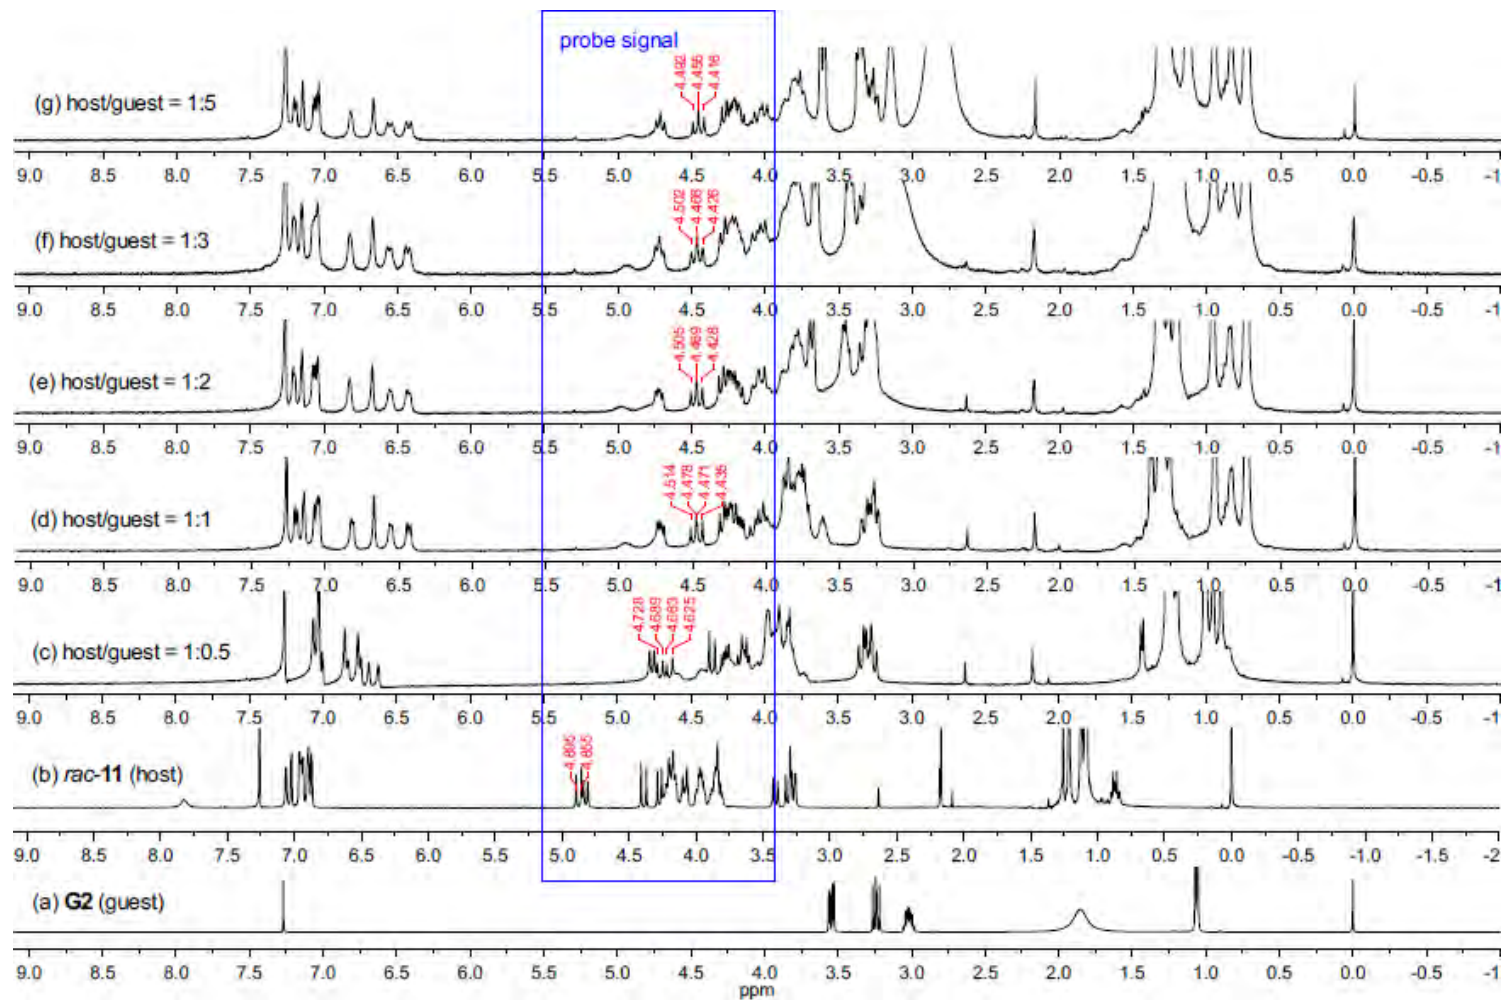 probe signal
4.492 4.455 4.416
(g) host/guest = 1:5
9.0 8.5 8.0 7.5 7.0 6.5 6.0 5.5 5.0 4.5 4.0 3.5 3.0 2.5 2.0 1.5 1.0 0.5 0.0 -0.5 -1
4.502 4.466 4.426
(f) host/guest = 1:3
9.0 8.5 8.0 7.5 7.0 6.5 6.0 5.5 5.0 4.5 4.0 3.5 3.0 2.5 2.0 1.5 1.0 0.5 0.0 -0.5 -1
4.505 4.469 4.428
(e) host/guest = 1:2
9.0 8.5 8.0 7.5 7.0 6.5 6.0 5.5 5.0 4.5 4.0 3.5 3.0 2.5 2.0 1.5 1.0 0.5 0.0 -0.5 -1
4.514 4.478 4.471 4.435
(d) host/guest = 1:1
9.0 8.5 8.0 7.5 7.0 6.5 6.0 5.5 5.0 4.5 4.0 3.5 3.0 2.5 2.0 1.5 1.0 0.5 0.0 -0.5 -1
4.728 4.689 4.663 4.625
(c) host/guest = 1:0.5
9.0 8.5 8.0 7.5 7.0 6.5 6.0 5.5 5.0 4.5 4.0 3.5 3.0 2.5 2.0 1.5 1.0 0.5 0.0 -0.5 -1
4.895 4.855
(b) rac-11 (host)
9.0 8.5 8.0 7.5 7.0 6.5 6.0 5.5 5.0 4.5 4.0 3.5 3.0 2.5 2.0 1.5 1.0 0.5 0.0 -0.5 -1.0 -1.5 -2
(a) G2 (guest)
9.0 8.5 8.0 7.5 7.0 6.5 6.0 5.5 5.0 4.5 4.0 3.5 3.0 2.5 2.0 1.5 1.0 0.5 0.0 -0.5 -1
ppm